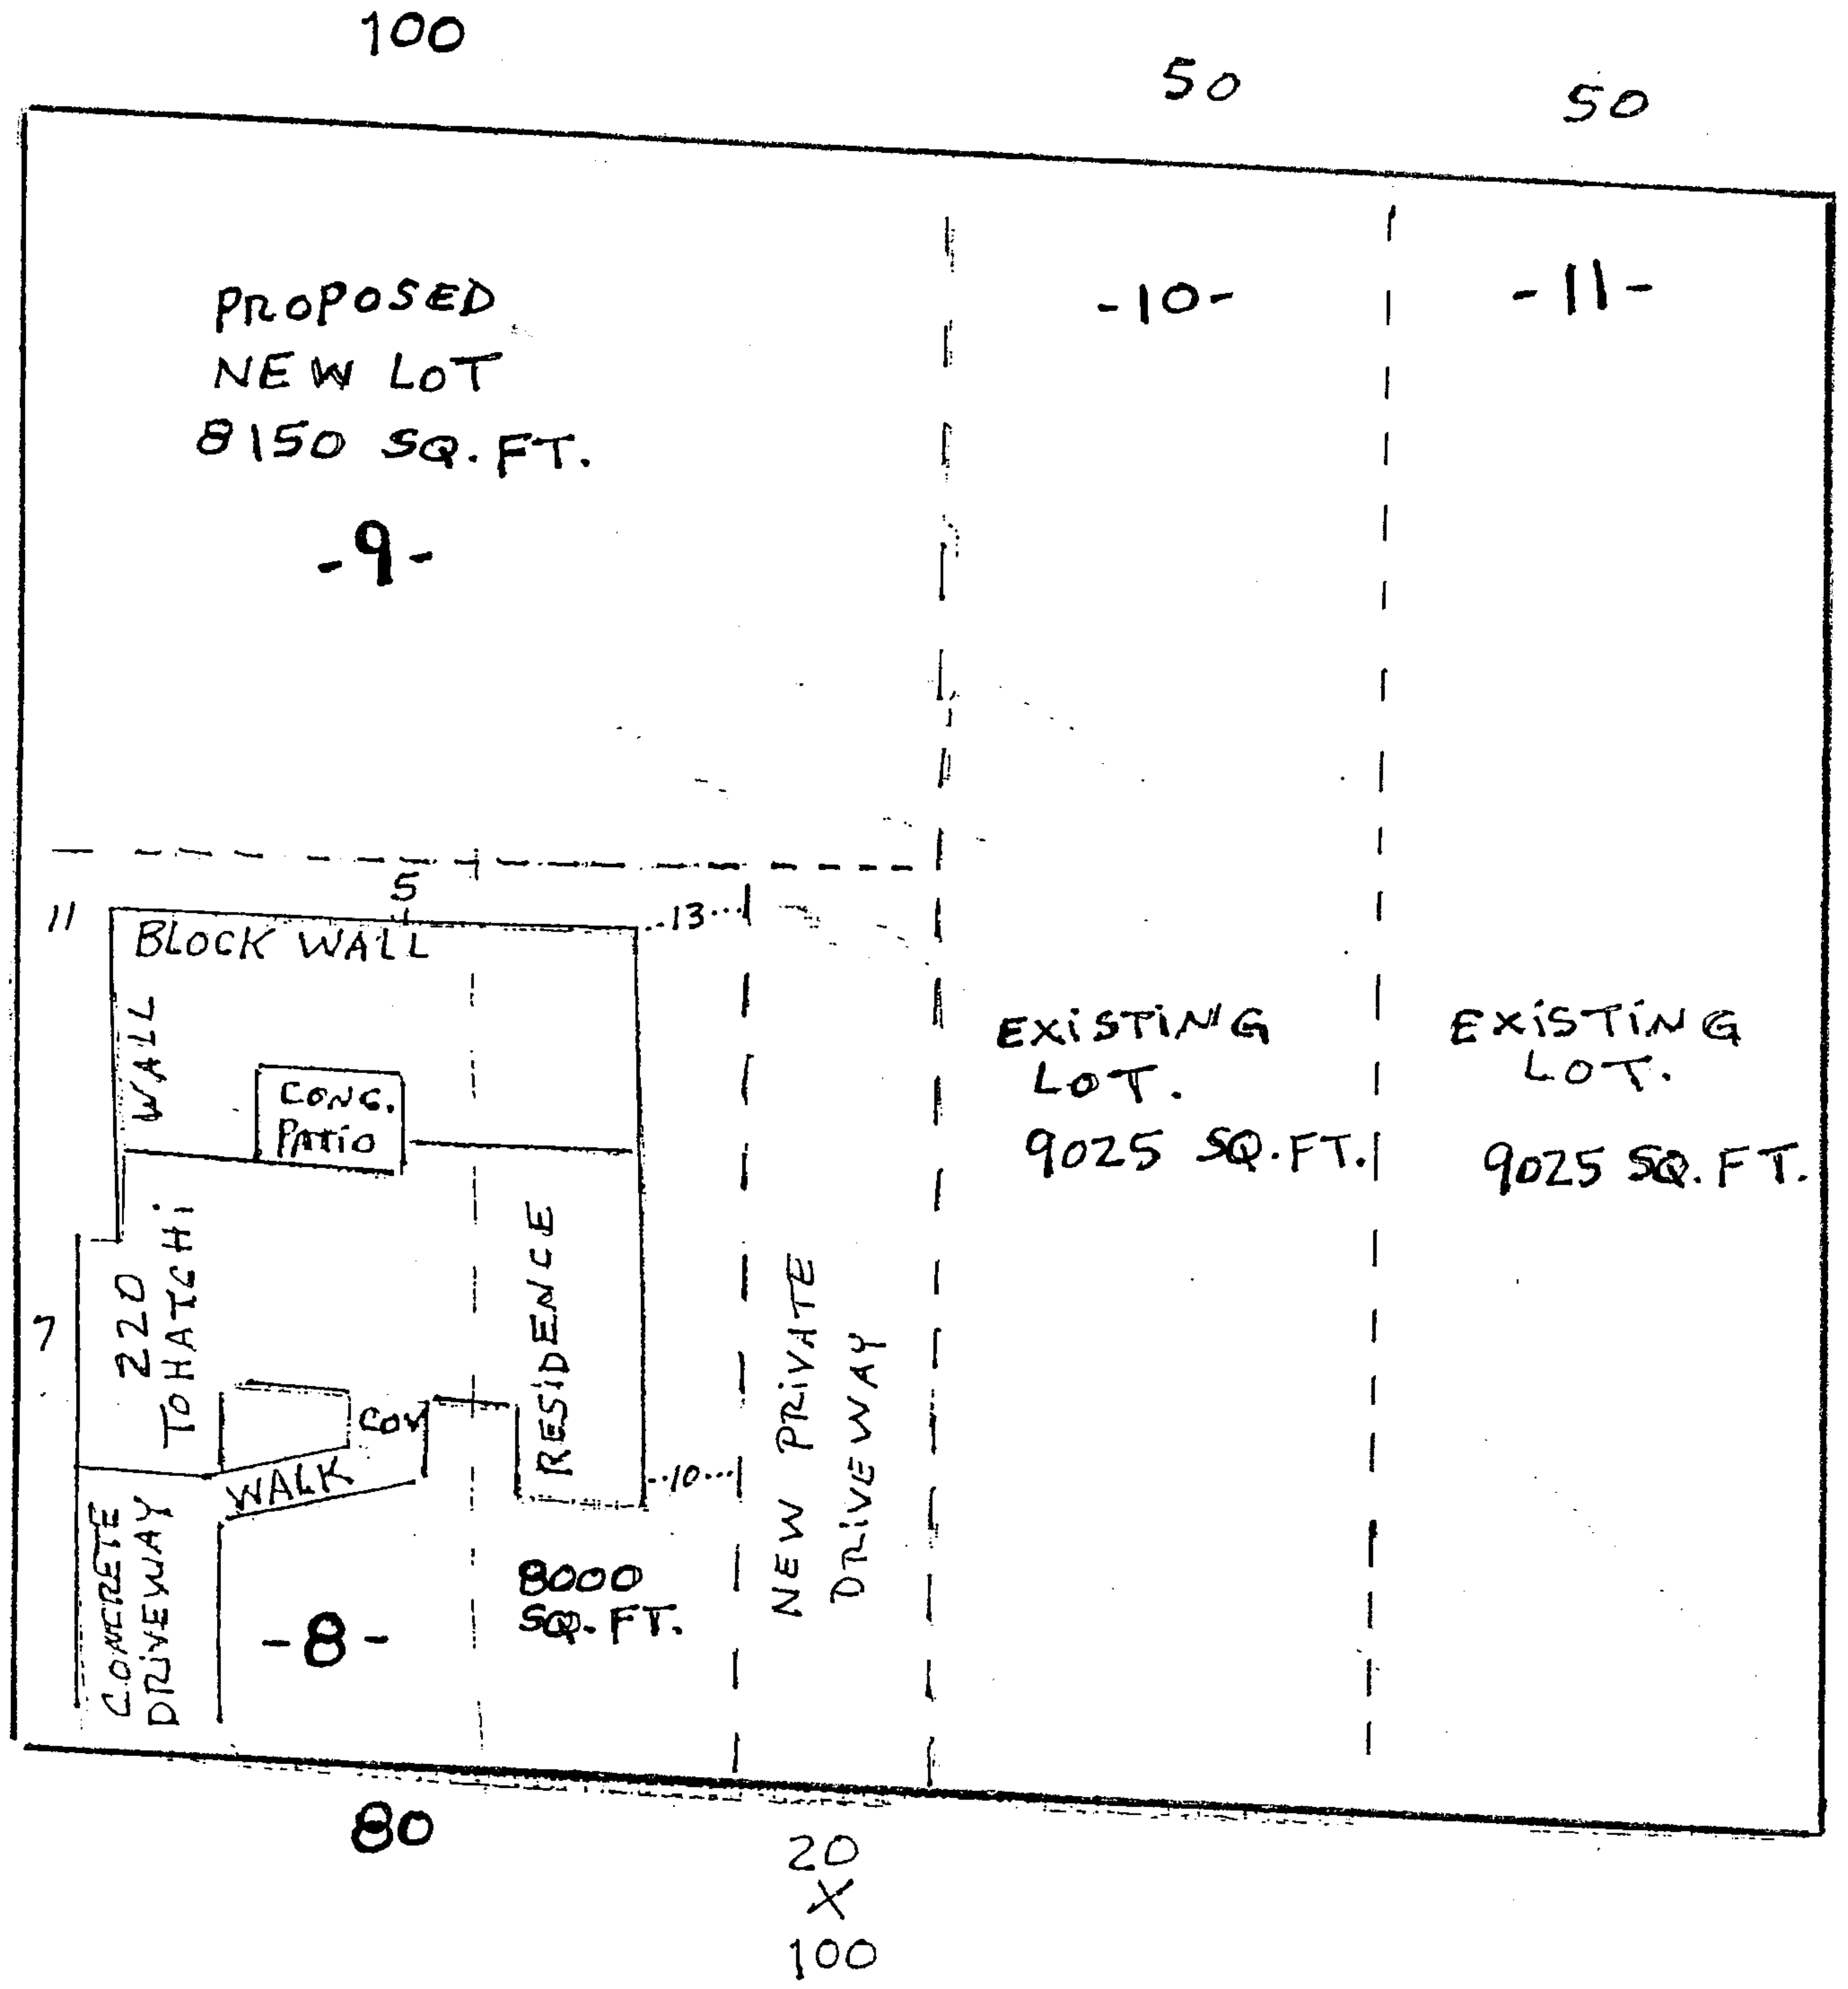 100
50
50
PROPOSED
NEW LOT
8150 SQ.FT.
-9-
-10-
-11-
5
11
BLOCK WALL
..13...
WALL
CONC.
PATIO
EXiSTiNG
LOT.
9025 SQ.FT.
EXiSTiNG
LOT.
9025 SQ.FT.
7
220
TOHATCHi
RESiDENCE
COV
WALK
..10...
NEW PRiVATE
DRiVEWAY
CONCRETE
DRiVEWAY
-8-
8000
SQ.FT.
80
20
X
100